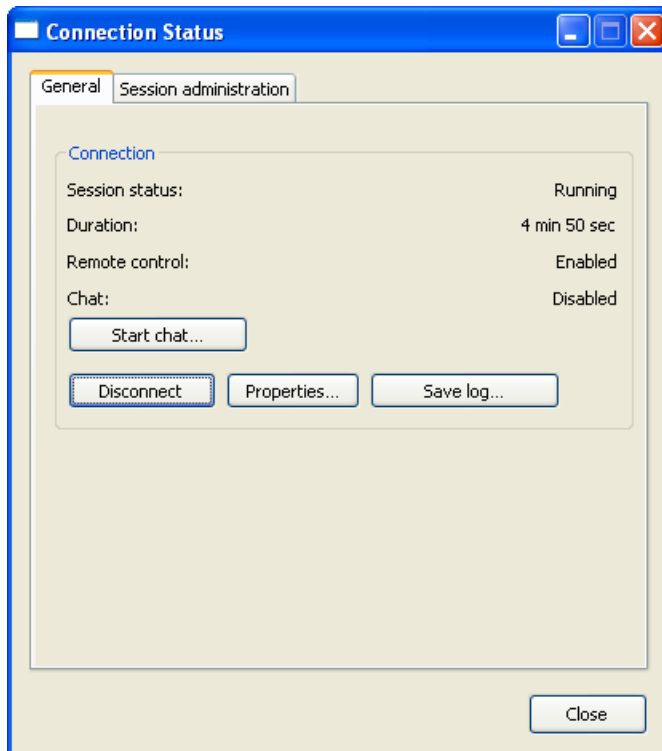 Connection Status
General Session administration
Connection
Session status: Running
Duration: 4 min 50 sec
Remote control: Enabled
Chat: Disabled
Start chat...
Disconnect Properties... Save log...
Close